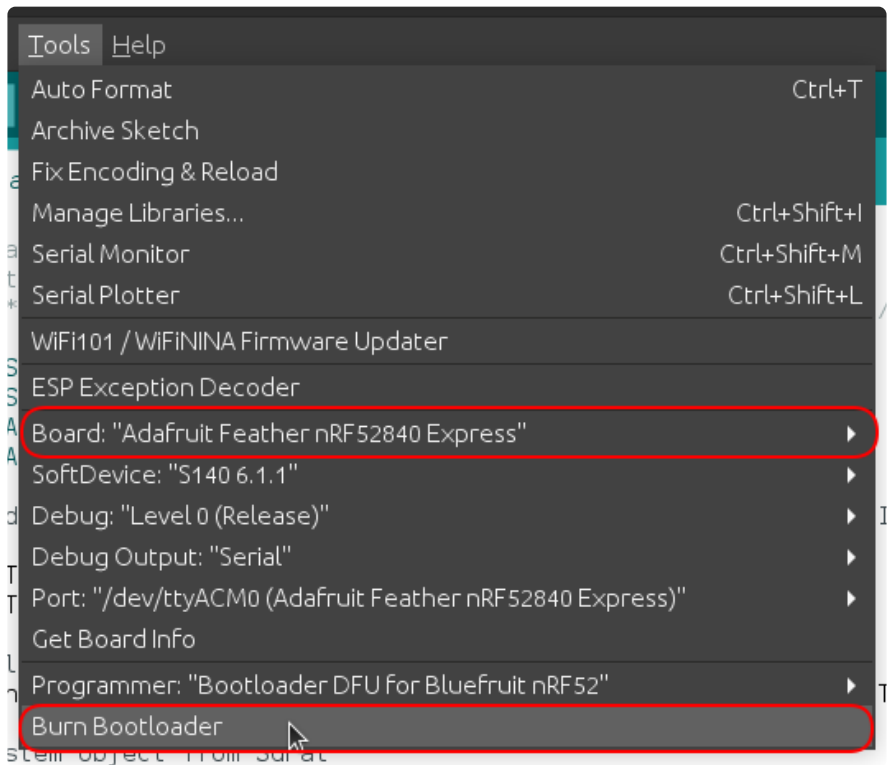 Tools Help
Auto Format Ctrl+T
Archive Sketch
Fix Encoding & Reload
Manage Libraries... Ctrl+Shift+I
Serial Monitor Ctrl+Shift+M
Serial Plotter Ctrl+Shift+L
WiFi101 / WiFiNINA Firmware Updater
ESP Exception Decoder
Board: "Adafruit Feather nRF52840 Express"
SoftDevice: "S140 6.1.1"
Debug: "Level 0 (Release)"
Debug Output: "Serial"
Port: "/dev/ttyACM0 (Adafruit Feather nRF52840 Express)"
Get Board Info
Programmer: "Bootloader DFU for Bluefruit nRF52"
Burn Bootloader